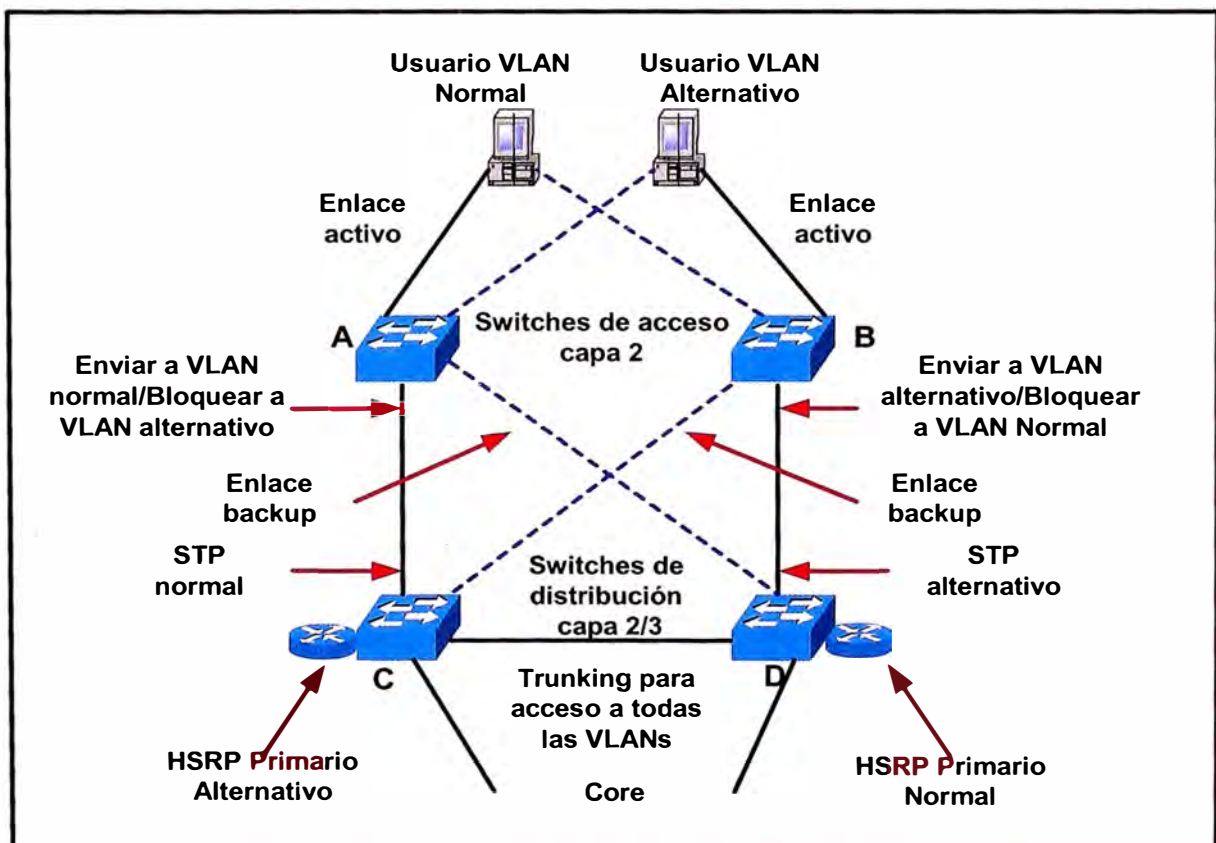 Usuario VLAN
Normal
Usuario VLAN
Alternativo
Enlace
activo
Enlace
activo
A
Switches de acceso
capa 2
B
Enviar a VLAN
normal/Bloquear a
VLAN alternativo
Enviar a VLAN
alternativo/Bloquear
a VLAN Normal
Enlace
backup
Enlace
backup
STP
normal
Switches de
distribución
capa 2/3
STP
alternativo
C
Trunking para
acceso a todas
las VLANs
D
HSRP Primario
Alternativo
Core
HSRP Primario
Normal